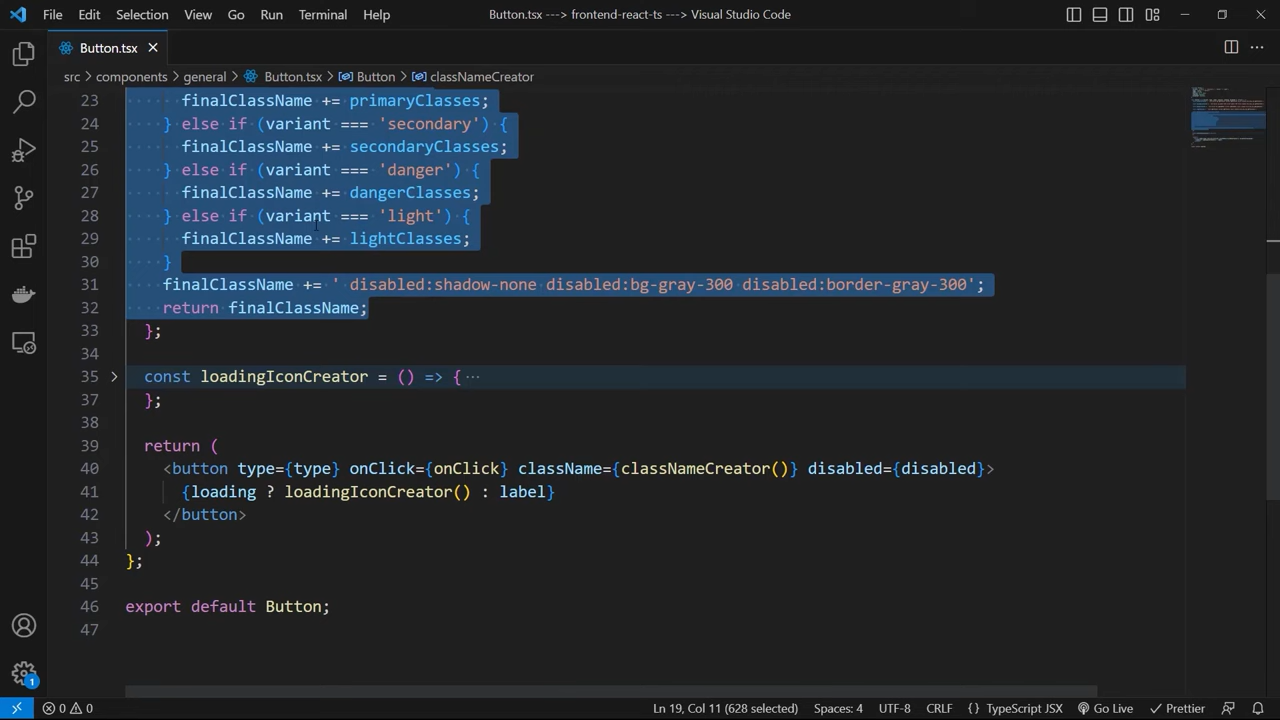 File Edit Selection View Go Run Terminal Help Button.tsx ---> frontend-react-ts ---> Visual Studio Code
Button.tsx
src > components > general > Button.tsx > Button > classNameCreator
23 finalClassName += primaryClasses;
24 } else if (variant === 'secondary') {
25 finalClassName += secondaryClasses;
26 } else if (variant === 'danger') {
27 finalClassName += dangerClasses;
28 } else if (variant === 'light') {
29 finalClassName += lightClasses;
30 }
31 finalClassName += ' disabled:shadow-none disabled:bg-gray-300 disabled:border-gray-300';
32 return finalClassName;
33 };
34
35 const loadingIconCreator = () => { ···
37 };
38
39 return (
40 <button type={type} onClick={onClick} className={classNameCreator()} disabled={disabled}>
41 {loading ? loadingIconCreator() : label}
42 </button>
43 );
44 };
45
46 export default Button;
47
1
0 0 Ln 19, Col 11 (628 selected) Spaces: 4 UTF-8 CRLF {} TypeScript JSX Go Live Prettier